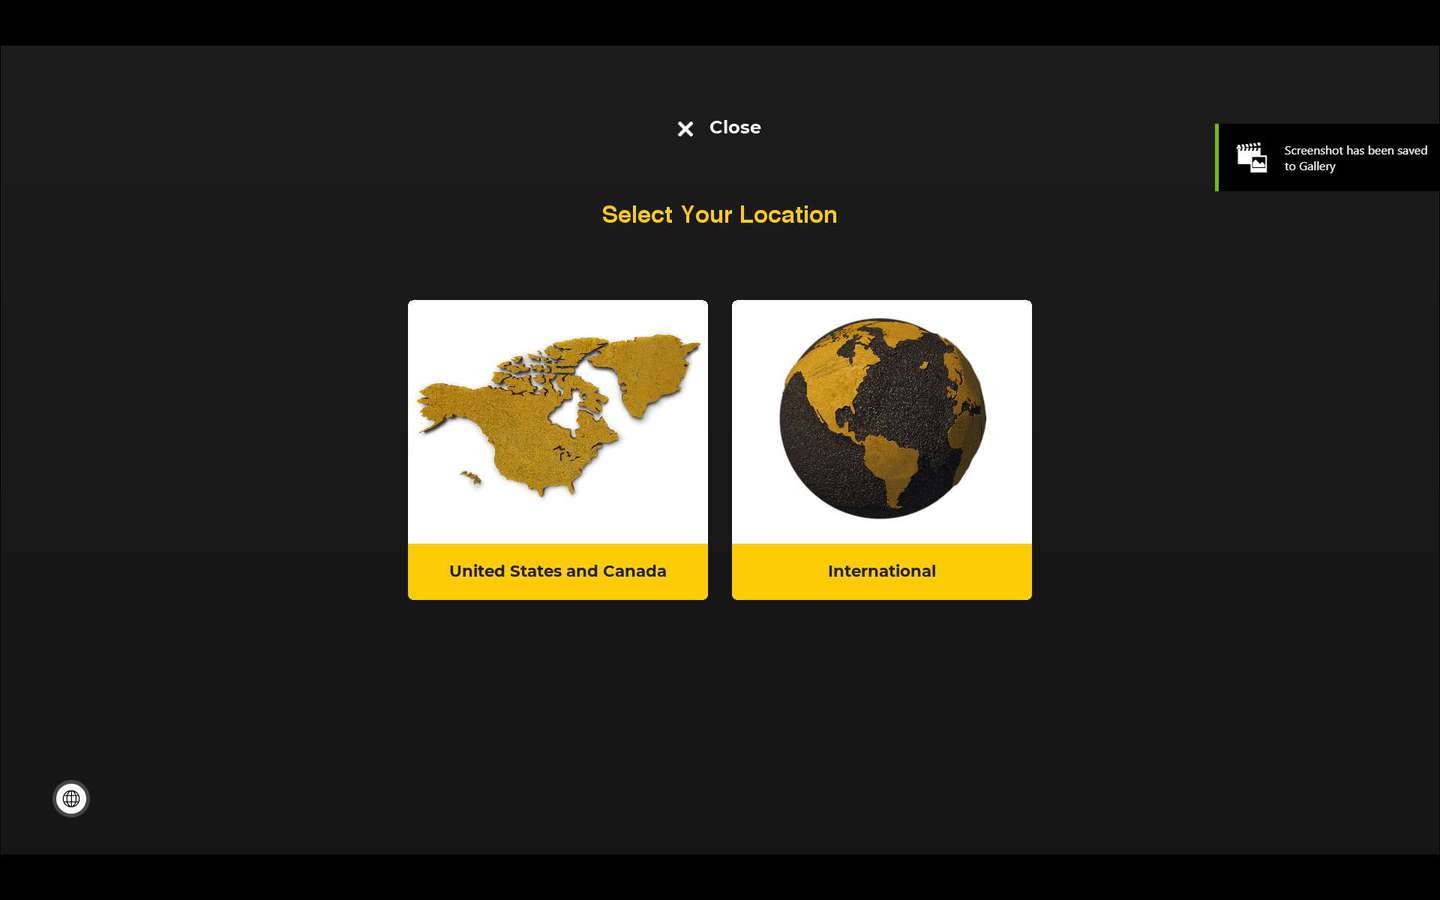 Close
Screenshot has been saved
to Gallery
Select Your Location
United States and Canada
International